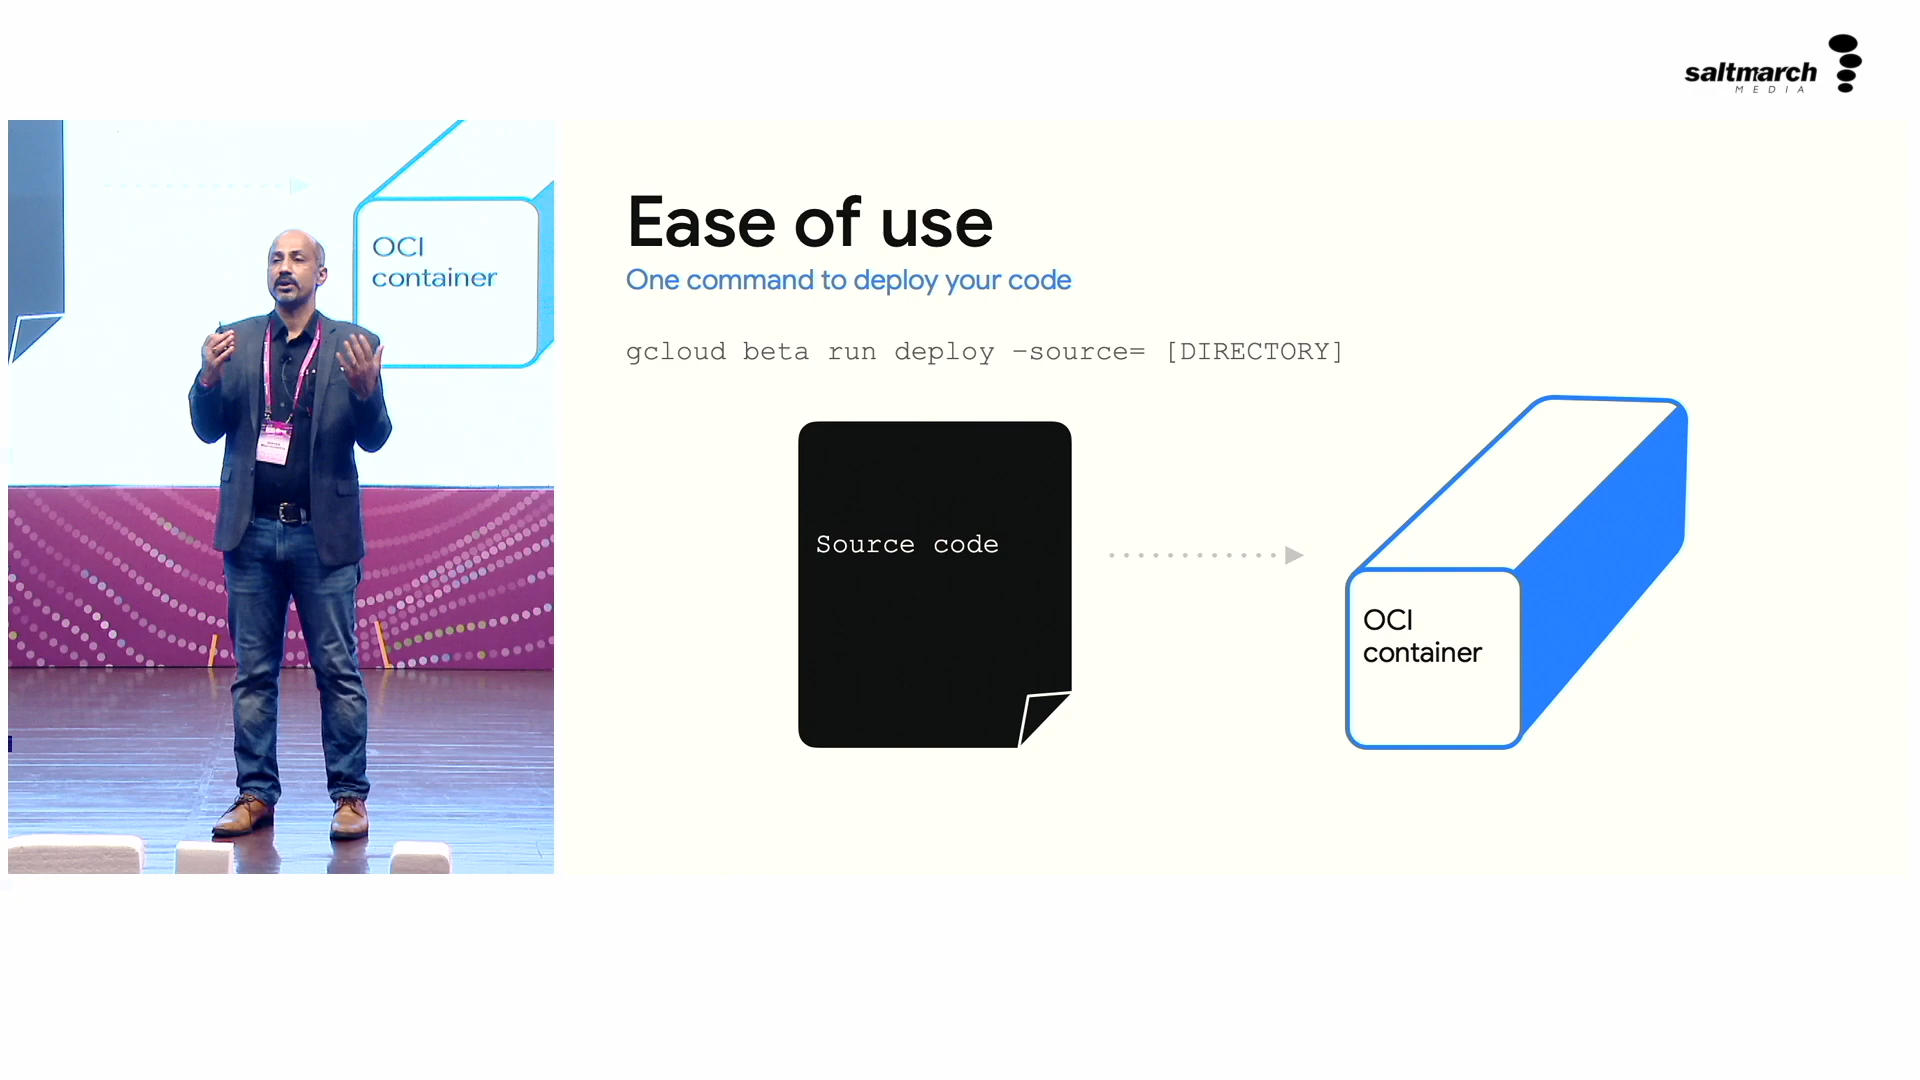 saltmarch
MEDIA
OCI
container
Ease of use
One command to deploy your code
gcloud beta run deploy –source= [DIRECTORY]
Source code
OCI
container